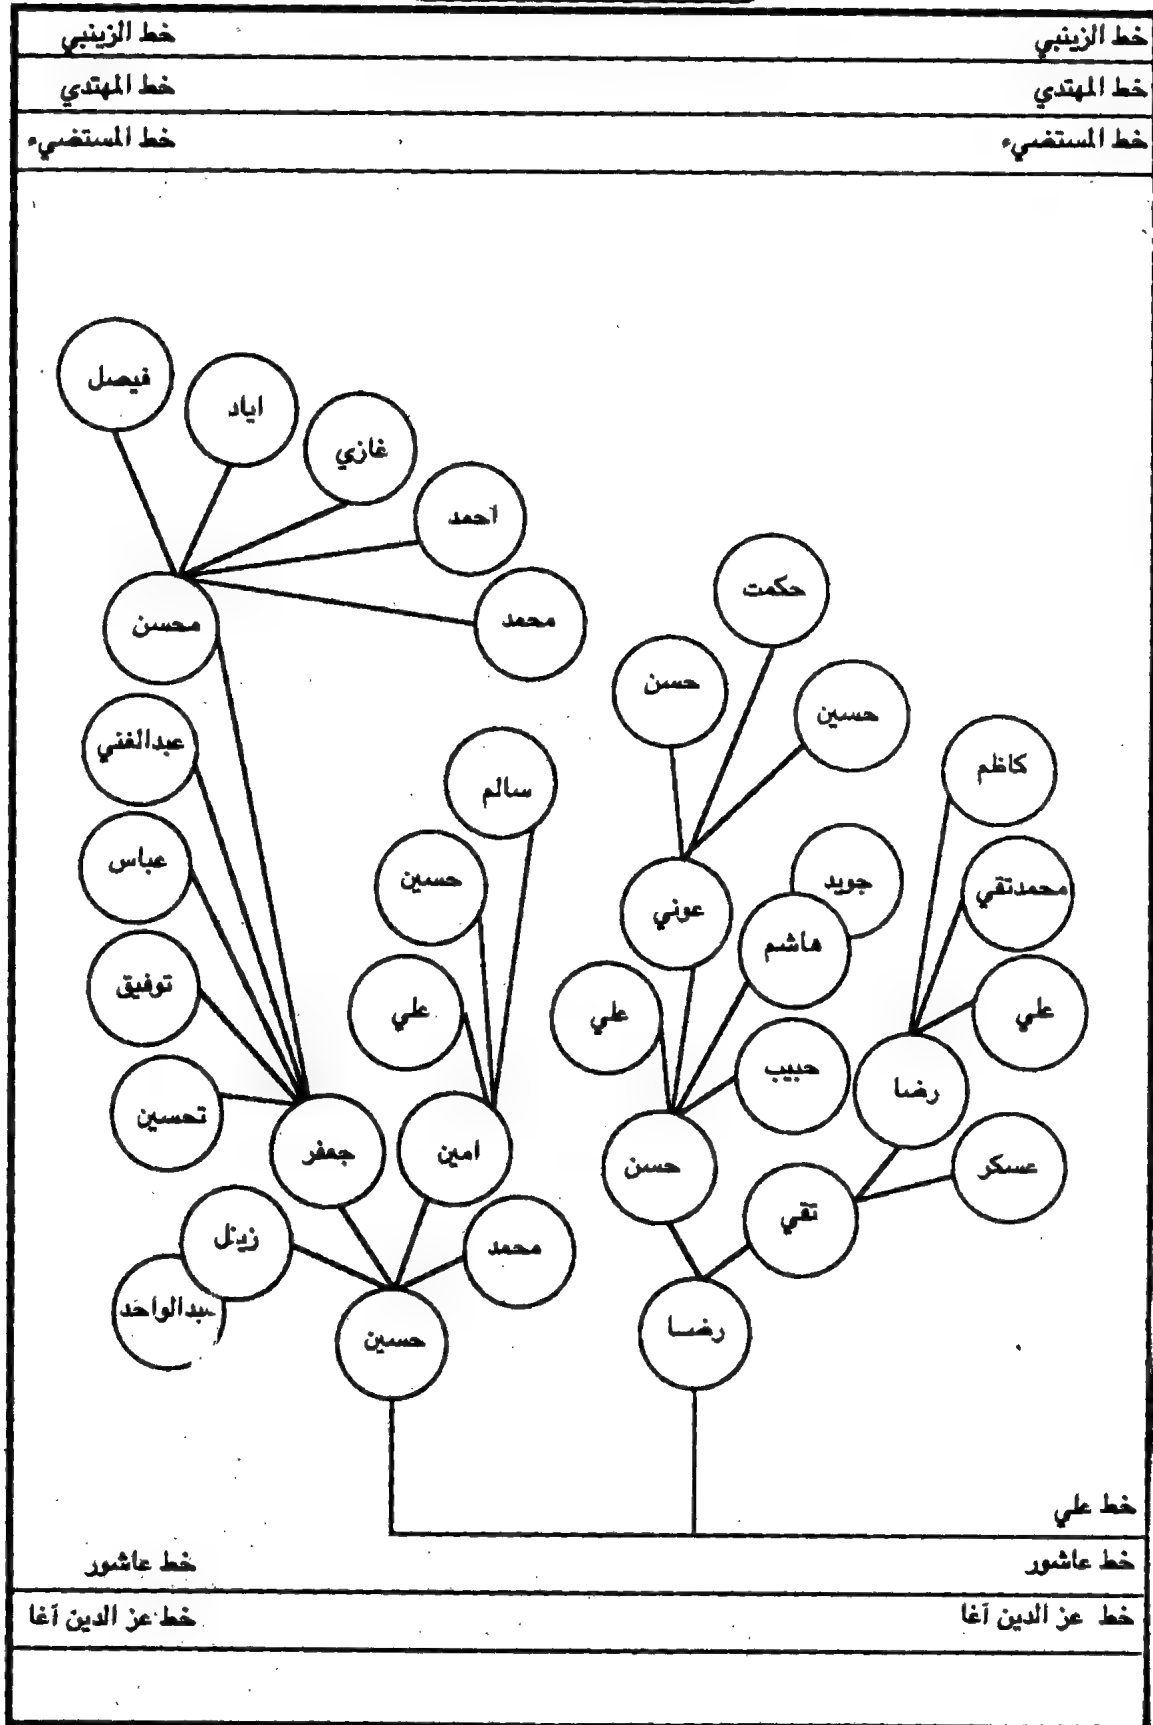 خط الزينبي خط الزينبي
خط المهتدي خط المهتدي
خط المستضيء خط المستضيء
فيصل
اياد
غازي
آحمد
محمد
محسن
حكمت
حسن
حسين
كاظم
عبدالغني
سالم
عباس
حسين
عوني
جويد
هاشم
محمدتقي
توفيق
علي
علي
حبيب
علي
رضا
تحسين
جعفر
امين
حسن
تقي
عسكر
زينل
محمد
عبدالواحد
حسين
رضا
خط علي
خط عاشور خط عاشور
خط عز الدين آغا خط عز الدين آغا